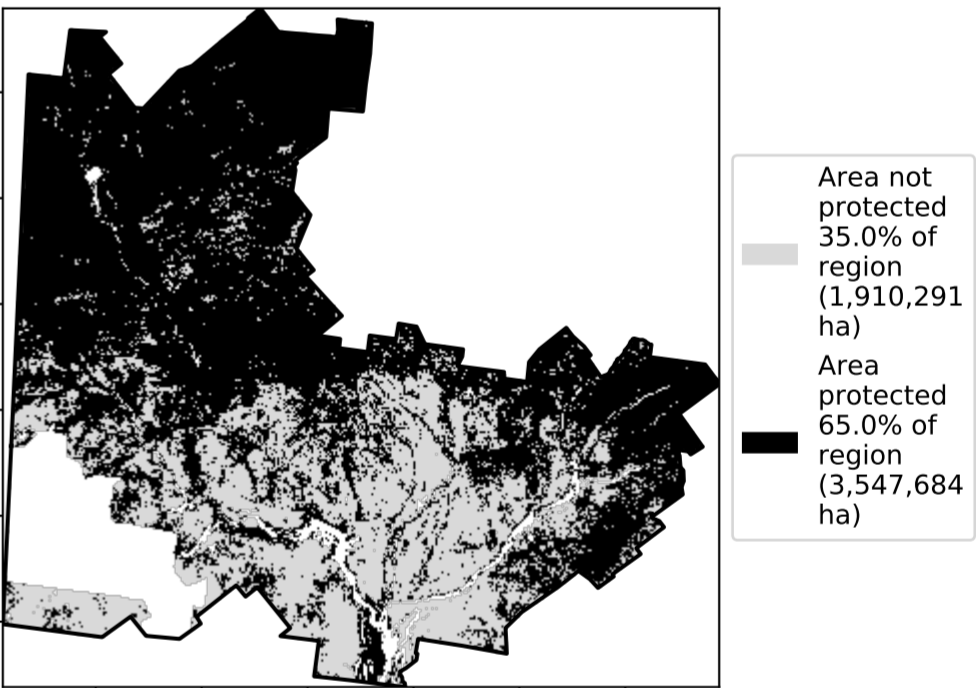 Area not
protected
35.0% of
region
(1,910,291
ha)
Area
protected
65.0% of
region
(3,547,684
ha)